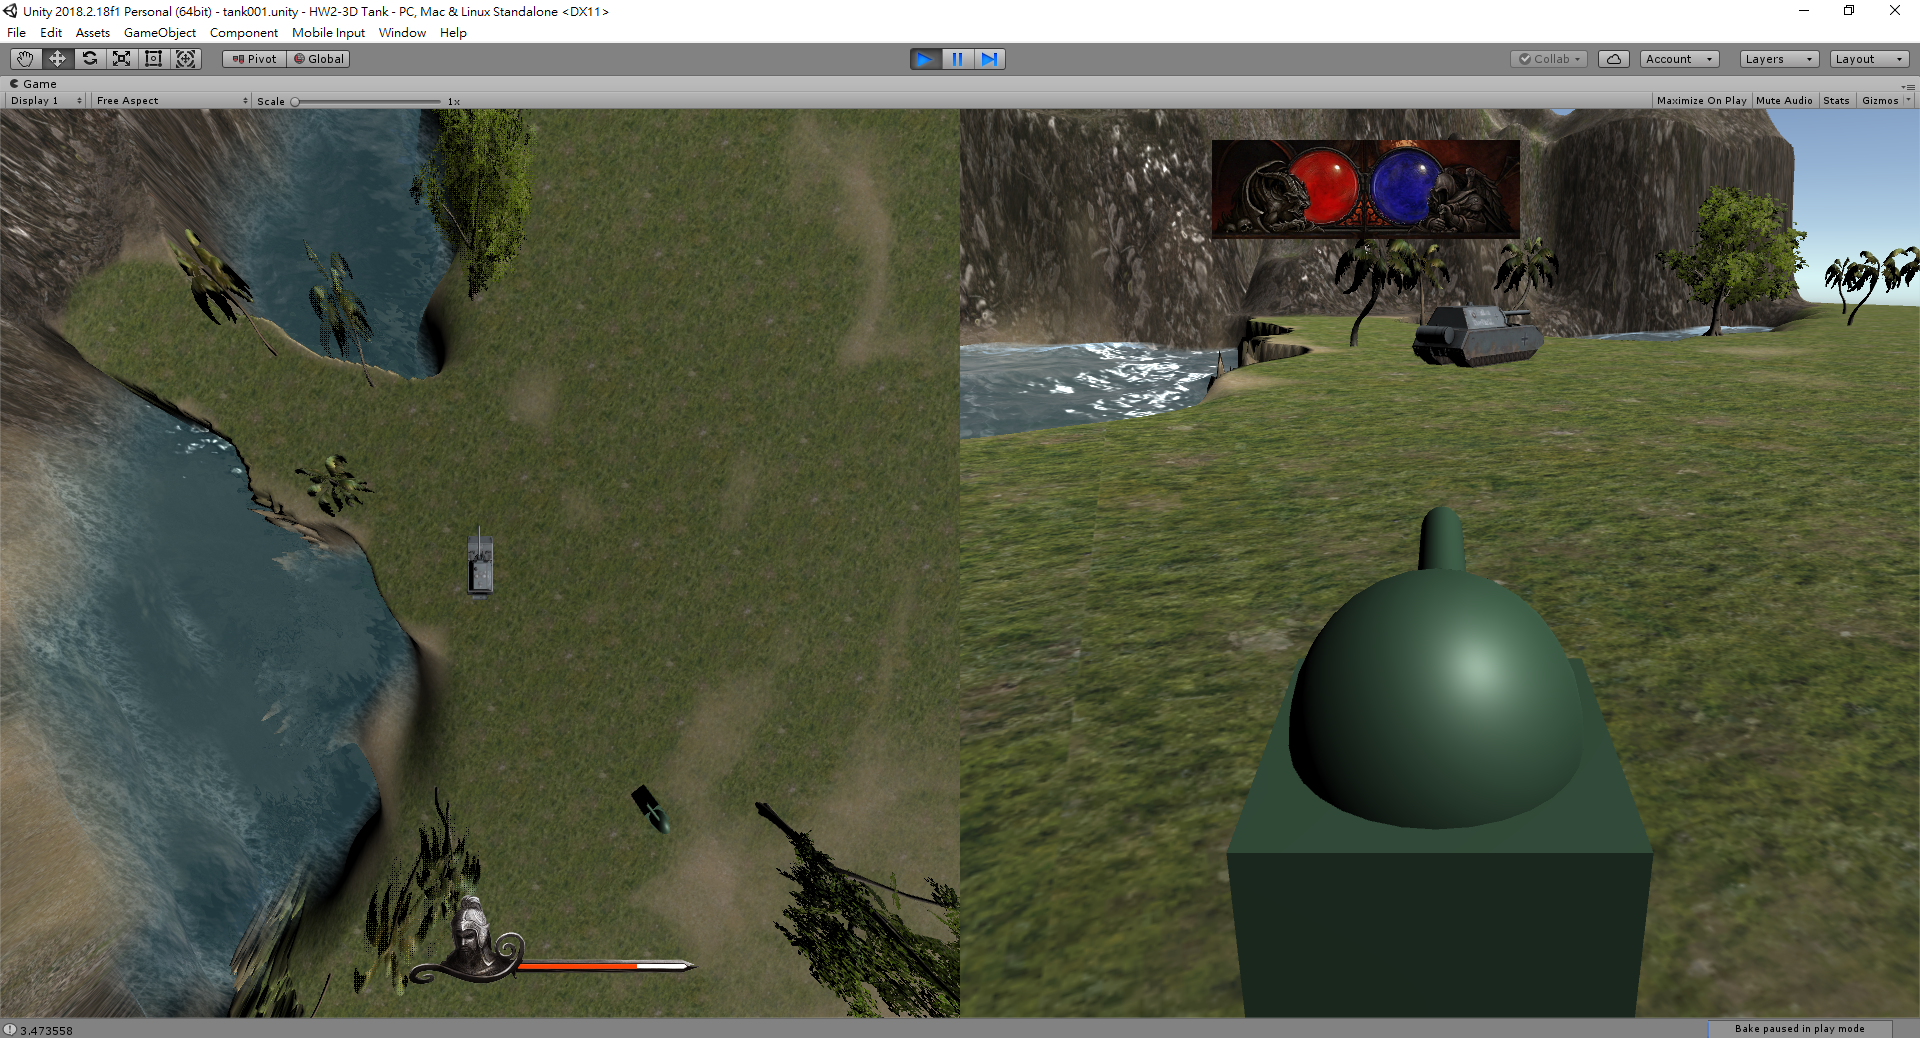 Unity 2018.2.18f1 Personal (64bit) - tank001.unity - HW2-3D Tank - PC, Mac & Linux Standalone <DX11>
File Edit Assets GameObject Component Mobile Input Window Help
Pivot Global Collab Account Layers Layout
Game
Display 1 Free Aspect Scale 1x Maximize On Play Mute Audio Stats Gizmos
3.473558 Bake paused in play mode